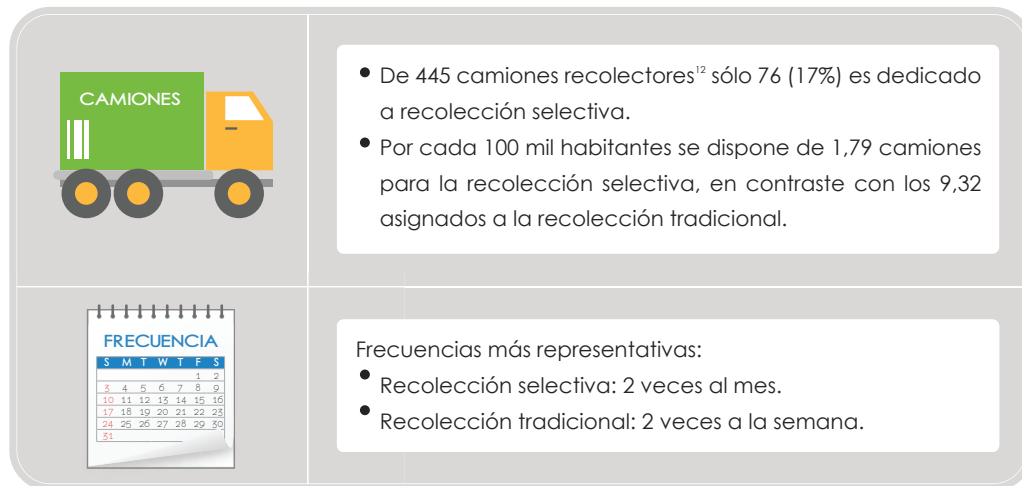 CAMIONES
• De 445 camiones recolectores¹² sólo 76 (17%) es dedicado
a recolección selectiva.
• Por cada 100 mil habitantes se dispone de 1,79 camiones
para la recolección selectiva, en contraste con los 9,32
asignados a la recolección tradicional.
FRECUENCIA
S M T W T F S
1 2
3 4 5 6 7 8 9
10 11 12 13 14 15 16
17 18 19 20 21 22 23
24 25 26 27 28 29 30
31
Frecuencias más representativas:
• Recolección selectiva: 2 veces al mes.
• Recolección tradicional: 2 veces a la semana.